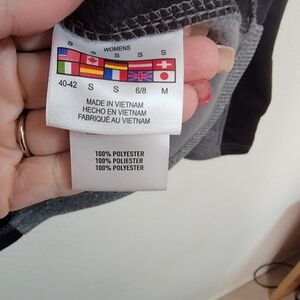 WOMENS
S S S S
40-42 S S 6/8 M
MADE IN VIETNAM
HECHO EN VIETNAM
FABRIQUÉ AU VIETNAM
100% POLYESTER
100% POLIESTER
100% POLYESTER